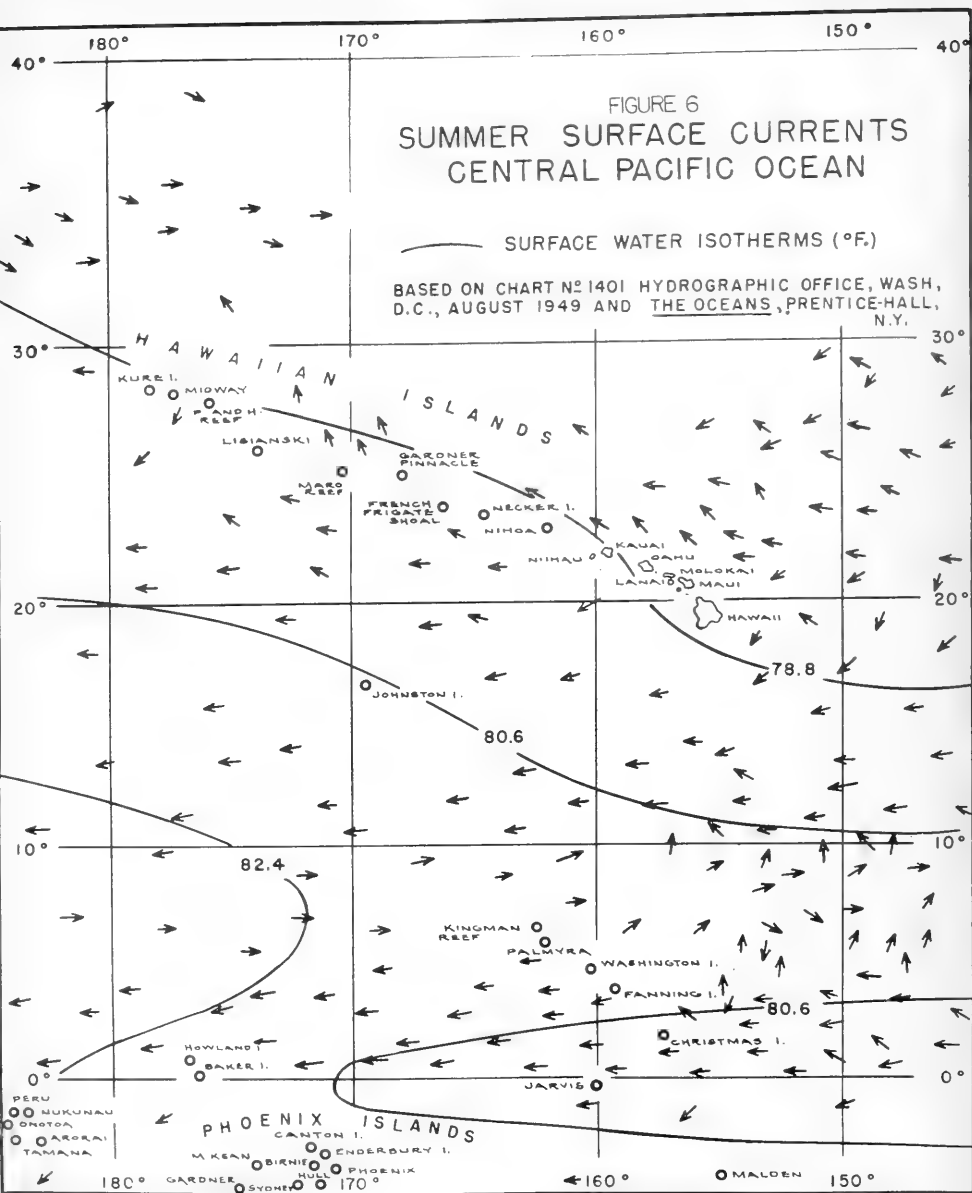 180° 170° 160° 150°
40° 40°
FIGURE 6
SUMMER SURFACE CURRENTS
CENTRAL PACIFIC OCEAN
SURFACE WATER ISOTHERMS (°F.)
BASED ON CHART Nº 1401 HYDROGRAPHIC OFFICE, WASH,
D.C., AUGUST 1949 AND THE OCEANS, PRENTICE-HALL,
N.Y.
30° 30°
HAWAIIAN ISLANDS
KURE I.
MIDWAY
P. AND H.
REEF
LISIANSKI
GARDNER
PINNACLE
MARO
REEF
FRENCH
FRIGATE
SHOAL
NECKER I.
NIHOA
KAUAI
NIIHAU
OAHU
MOLOKAI
LANAI
MAUI
20° 20°
HAWAII
78.8
JOHNSTON I.
80.6
10° 10°
82.4
KINGMAN
REEF
PALMYRA
WASHINGTON I.
FANNING I.
80.6
CHRISTMAS I.
HOWLAND I
BAKER I.
0° 0°
JARVIS
PERU
NUKUNAU
ONOTOA
ARORAI
TAMANA
PHOENIX ISLANDS
CANTON I.
ENDERBURY I.
MCKEAN
BIRNIE
PHOENIX
HULL
GARDNER
SYDNEY
MALDEN
180° 170° 160° 150°